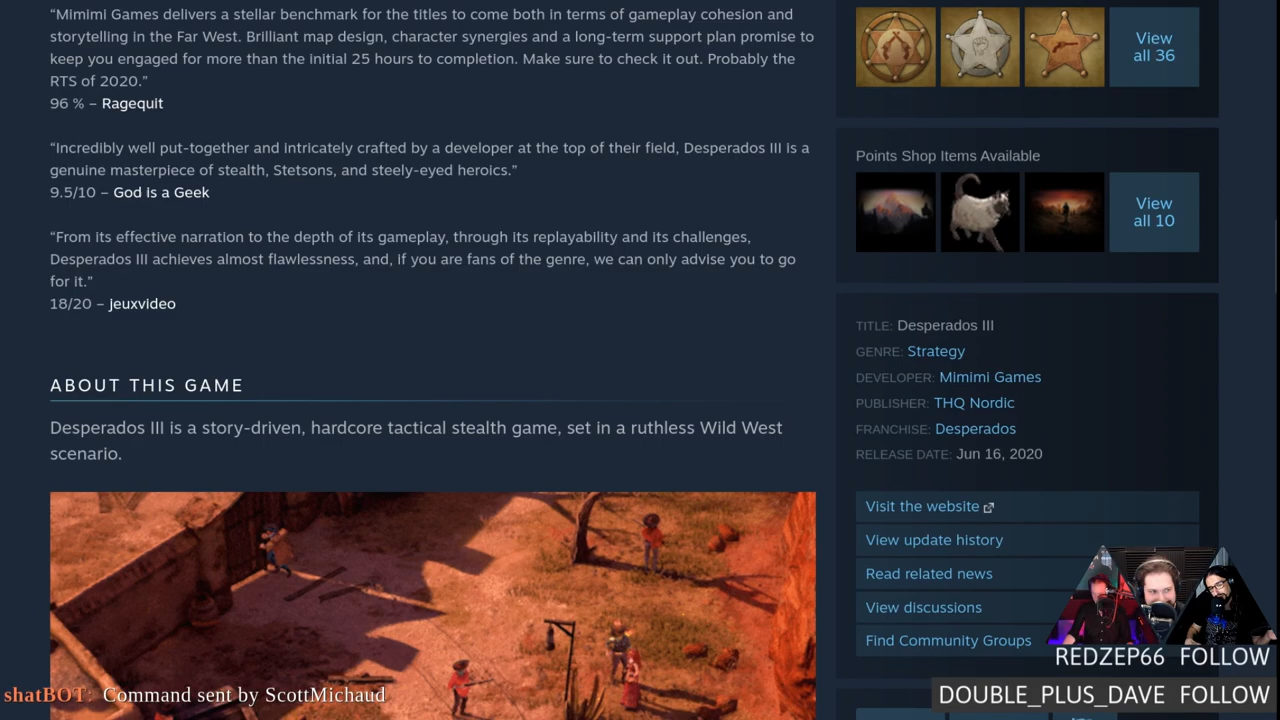 “Mimimi Games delivers a stellar benchmark for the titles to come both in terms of gameplay cohesion and
storytelling in the Far West. Brilliant map design, character synergies and a long-term support plan promise to
keep you engaged for more than the initial 25 hours to completion. Make sure to check it out. Probably the
RTS of 2020.”
96 % – Ragequit
“Incredibly well put-together and intricately crafted by a developer at the top of their field, Desperados III is a
genuine masterpiece of stealth, Stetsons, and steely-eyed heroics.”
9.5/10 – God is a Geek
“From its effective narration to the depth of its gameplay, through its replayability and its challenges,
Desperados III achieves almost flawlessness, and, if you are fans of the genre, we can only advise you to go
for it.”
18/20 – jeuxvideo
ABOUT THIS GAME
Desperados III is a story-driven, hardcore tactical stealth game, set in a ruthless Wild West
scenario.
shatBOT: Command sent by ScottMichaud
View
all 36
Points Shop Items Available
View
all 10
TITLE: Desperados III
GENRE: Strategy
DEVELOPER: Mimimi Games
PUBLISHER: THQ Nordic
FRANCHISE: Desperados
RELEASE DATE: Jun 16, 2020
Visit the website
View update history
Read related news
View discussions
Find Community Groups
REDZEP66 FOLLOW
DOUBLE_PLUS_DAVE FOLLOW